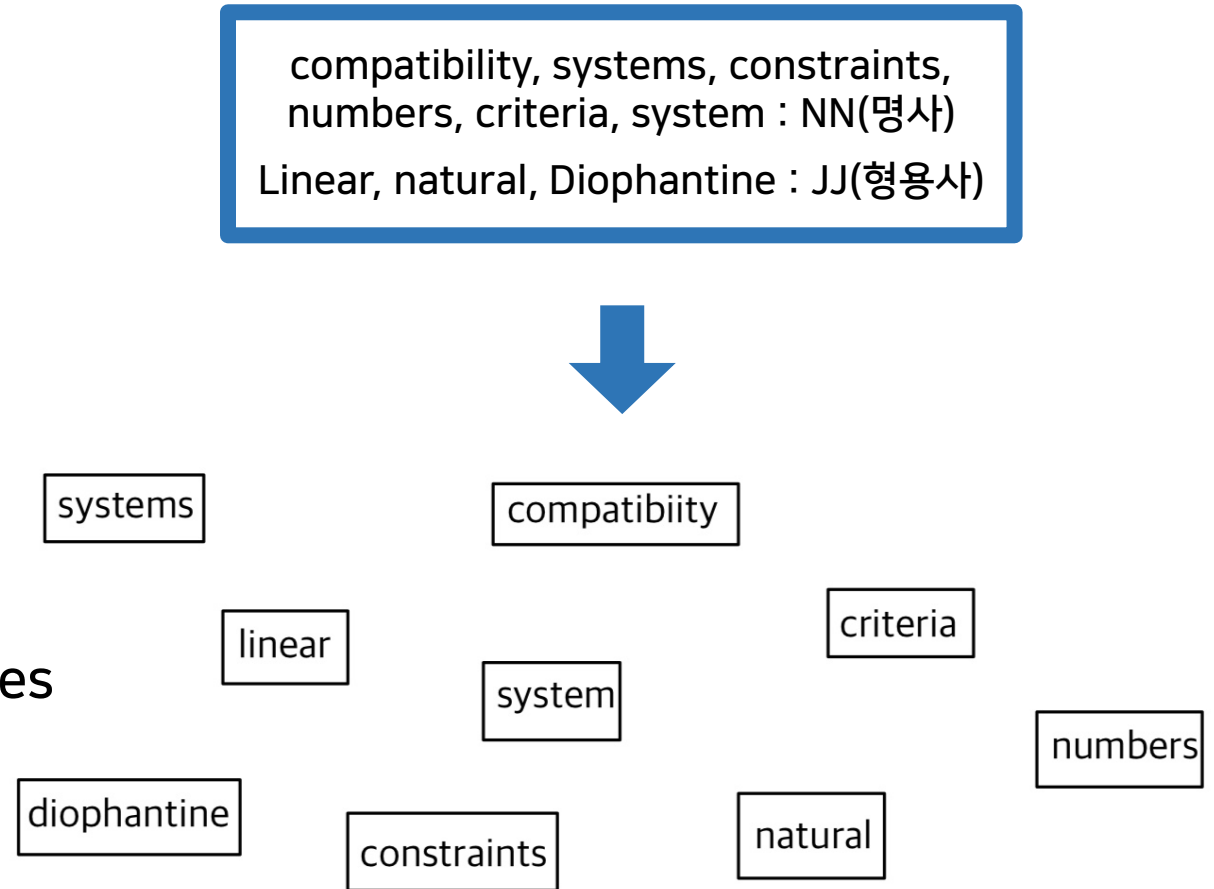 compatibility, systems, constraints,
numbers, criteria, system : NN(명사)
Linear, natural, Diophantine : JJ(형용사)
systems
compatibiity
criteria
linear
es
system
numbers
diophantine
constraints
natural